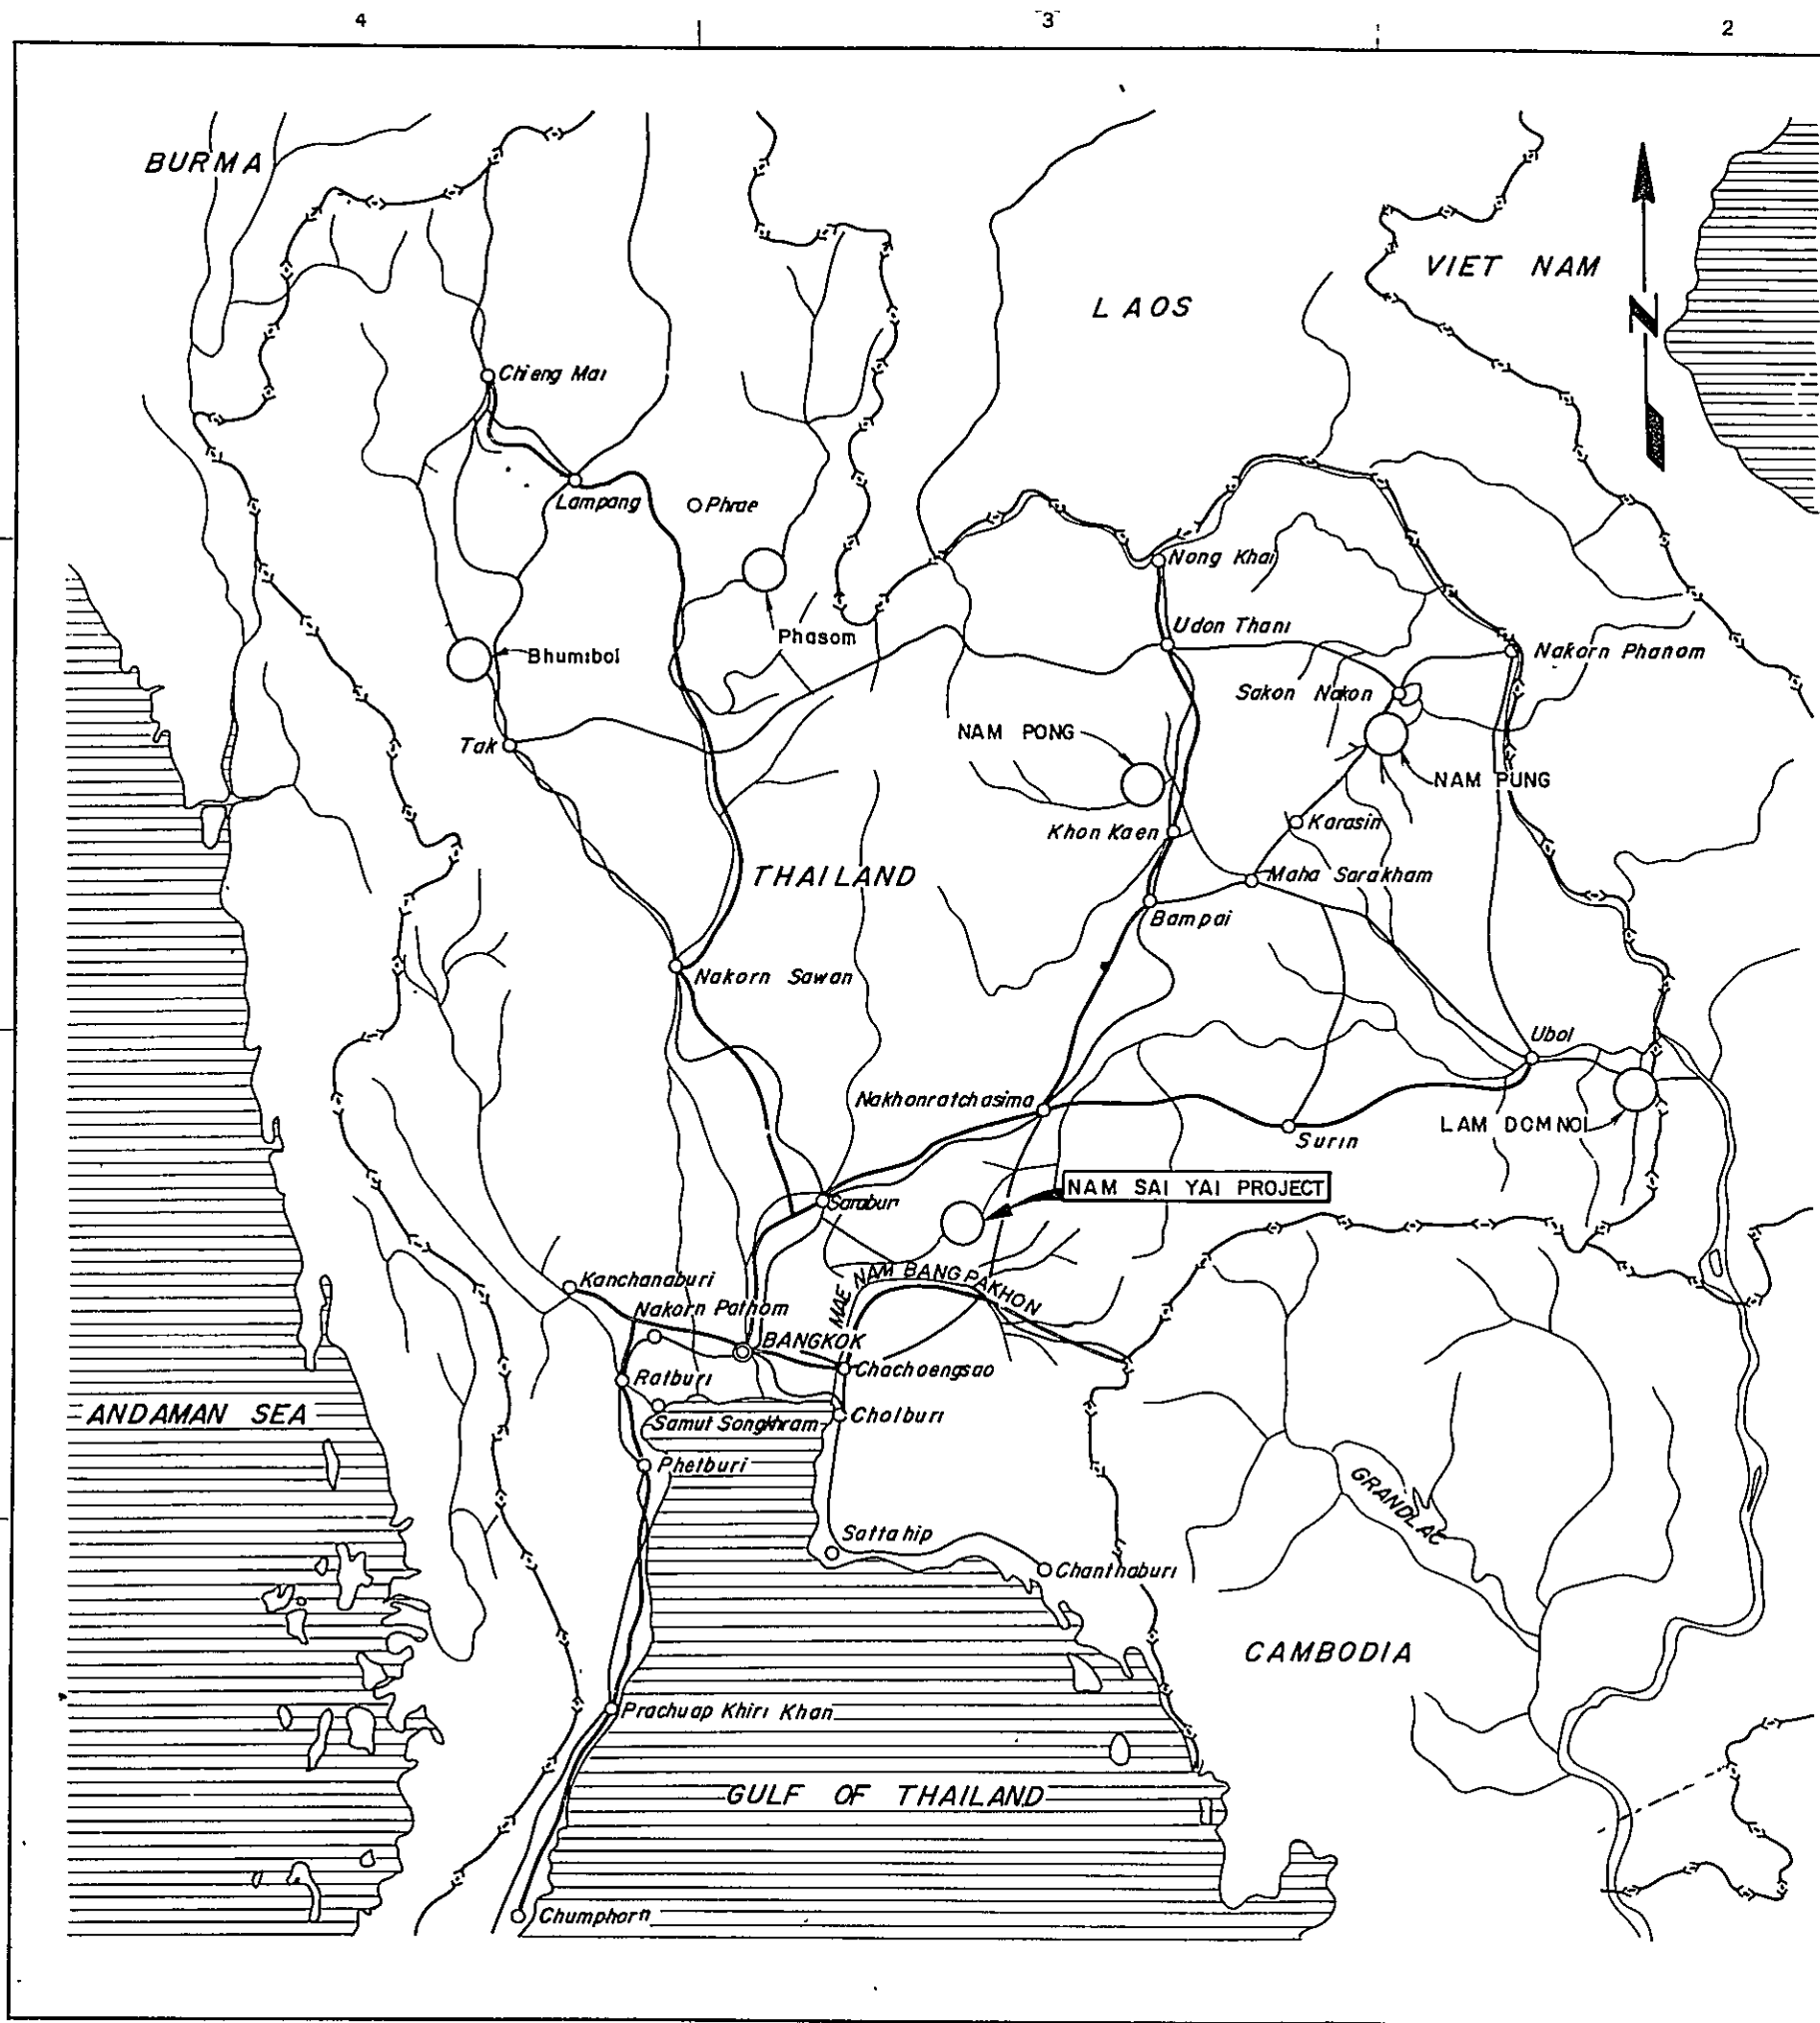 4 3 2
BURMA
VIET NAM
LAOS
N
Chieng Mai
Lampang
Phrae
Nong Khai
Udon Thani
Phasom
Bhumibol
Nakorn Phanom
Sakon Nakon
NAM PONG
Tak
NAM PUNG
Karasin
Khon Kaen
THAILAND
Maha Sarakham
Bampai
Nakorn Sawan
Ubol
Nakhonratchasima
LAM DOMNOI
Surin
NAM SAI YAI PROJECT
Sarabur
MAE NAM BANG PAKHON
Kanchanaburi
Nakorn Pathom
BANGKOK
Chachoengsao
Ratburi
ANDAMAN SEA
Samut Songkhram
Cholburi
Phetburi
GRANDLAC
Sattahip
Chanthaburi
CAMBODIA
Prachuap Khiri Khan
GULF OF THAILAND
Chumphorn